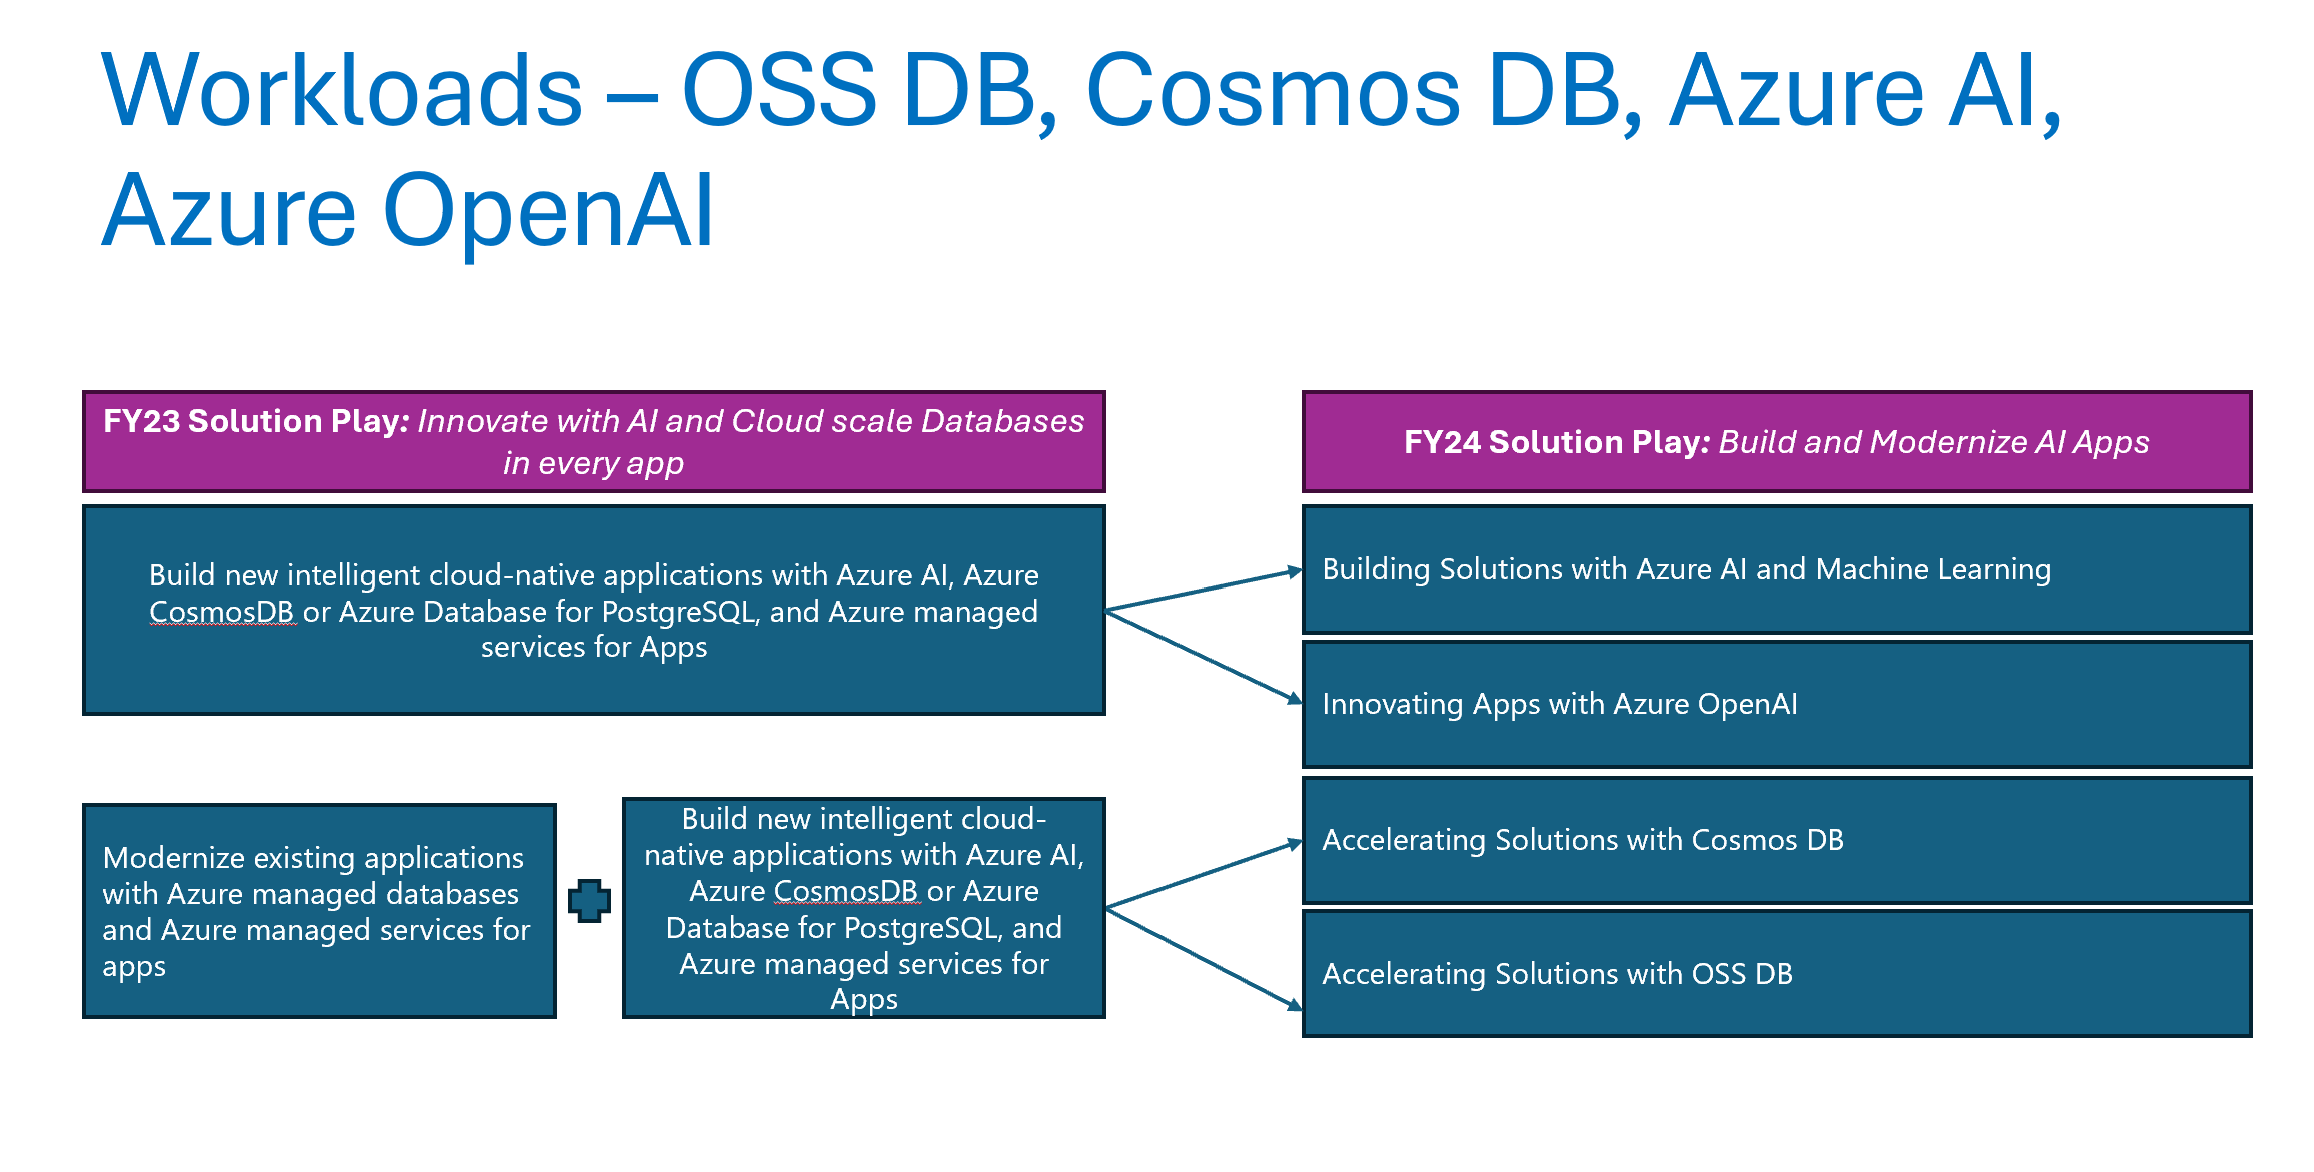 Workloads – OSS DB, Cosmos DB, Azure AI,
Azure OpenAI
FY23 Solution Play: Innovate with AI and Cloud scale Databases
in every app
Build new intelligent cloud-native applications with Azure AI, Azure
CosmosDB or Azure Database for PostgreSQL, and Azure managed
services for Apps
Modernize existing applications
with Azure managed databases
and Azure managed services for
apps
Build new intelligent cloud-
native applications with Azure AI,
Azure CosmosDB or Azure
Database for PostgreSQL, and
Azure managed services for
Apps
FY24 Solution Play: Build and Modernize AI Apps
Building Solutions with Azure AI and Machine Learning
Innovating Apps with Azure OpenAI
Accelerating Solutions with Cosmos DB
Accelerating Solutions with OSS DB